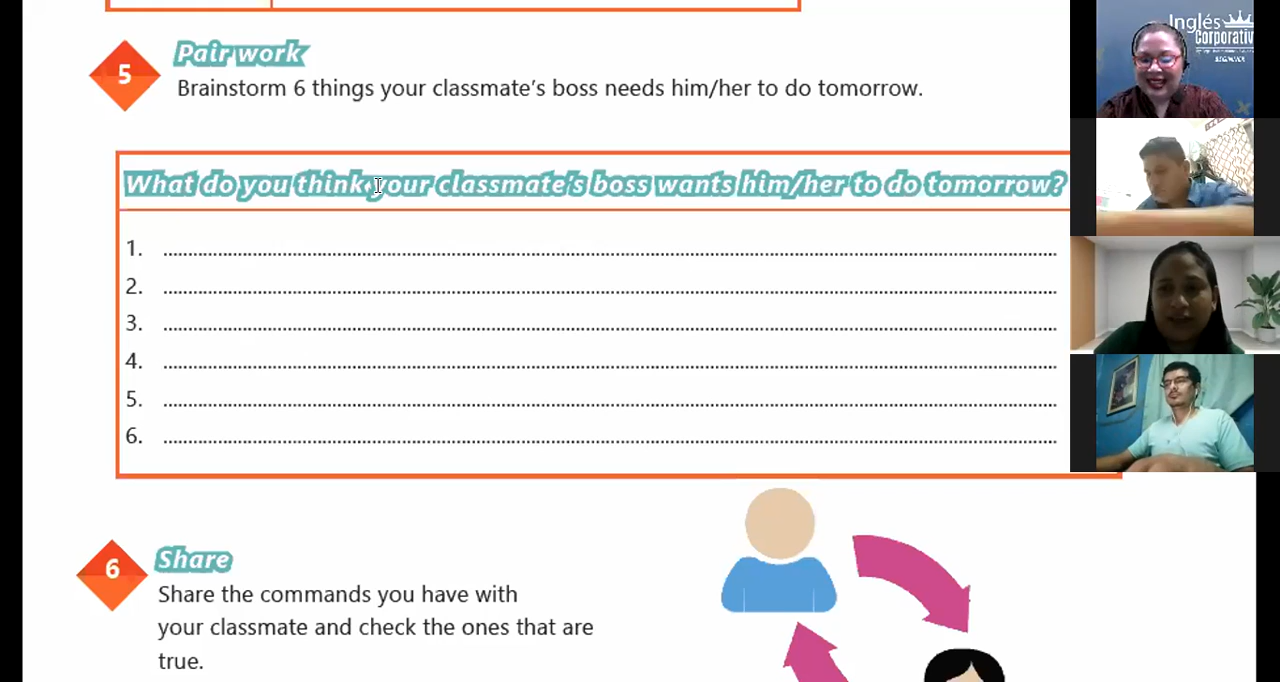 5
Pair work
Brainstorm 6 things your classmate's boss needs him/her to do tomorrow.
What do you think your classmate's boss wants him/her to do tomorrow?
1. ....................
2. ....................
3. ....................
4. ....................
5. ....................
6. ....................
6
Share
Share the commands you have with
your classmate and check the ones that are
true.
Inglés
Corporativo